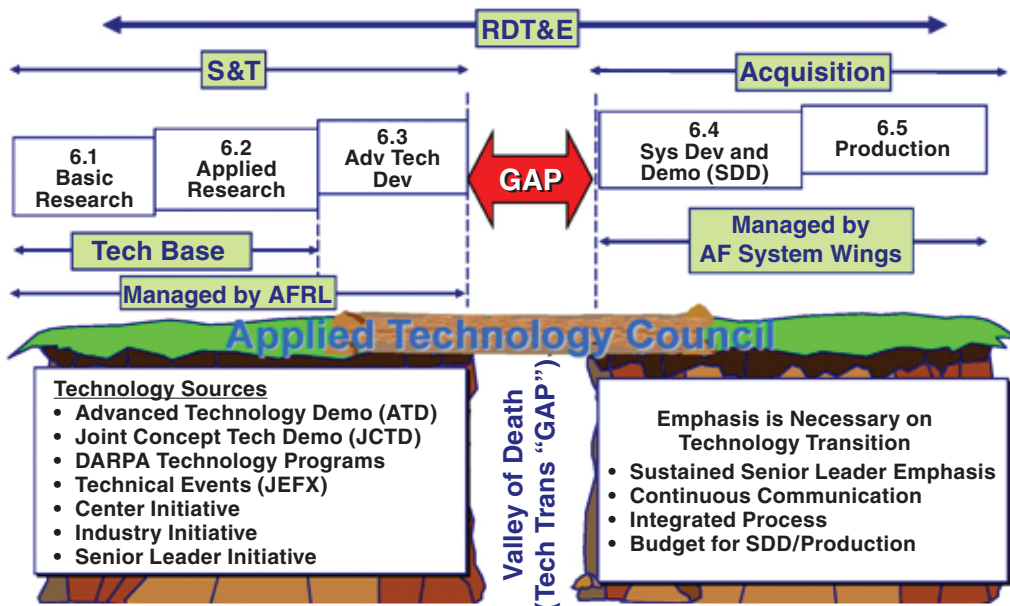 RDT&E
S&T
Acquisition
6.1
Basic
Research
6.2
Applied
Research
6.3
Adv Tech
Dev
GAP
6.4
Sys Dev and
Demo (SDD)
6.5
Production
Tech Base
Managed by AFRL
Managed by
AF System Wings
Applied Technology Council
Technology Sources
• Advanced Technology Demo (ATD)
• Joint Concept Tech Demo (JCTD)
• DARPA Technology Programs
• Technical Events (JEFX)
• Center Initiative
• Industry Initiative
• Senior Leader Initiative
Valley of Death
(Tech Trans “GAP”)
Emphasis is Necessary on
Technology Transition
• Sustained Senior Leader Emphasis
• Continuous Communication
• Integrated Process
• Budget for SDD/Production